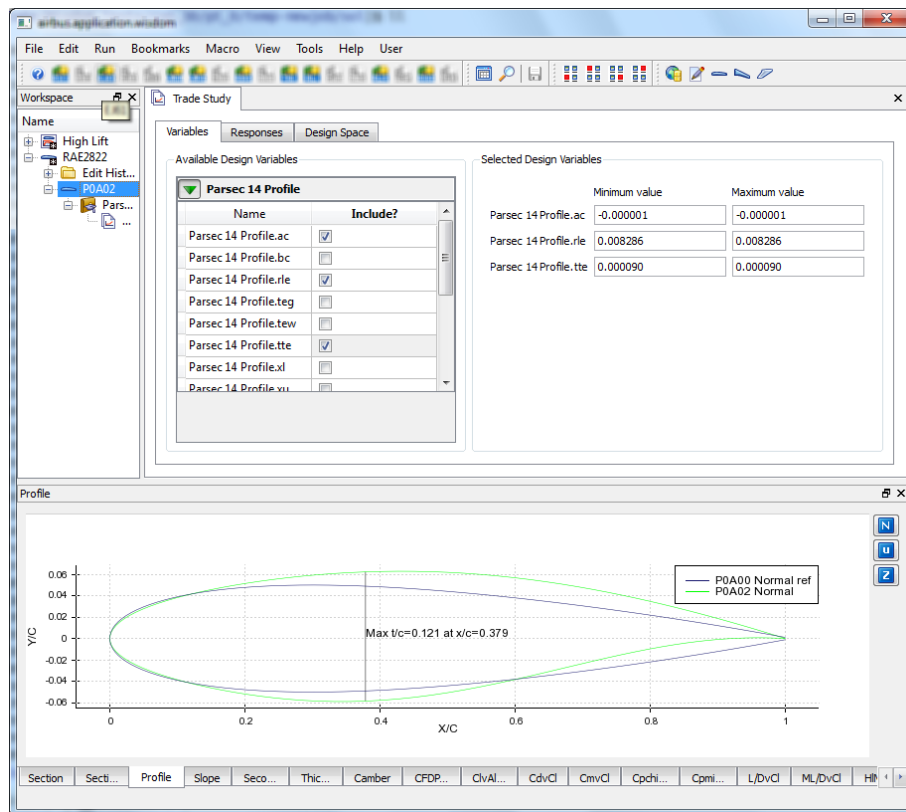 airbus.application.wisdom
File Edit Run Bookmarks Macro View Tools Help User
Workspace
Trade Study
Name
High Lift
RAE2822
Edit Hist...
P0A02
Pars...
...
Variables Responses Design Space
Available Design Variables
Parsec 14 Profile
Name Include?
Parsec 14 Profile.ac
Parsec 14 Profile.bc
Parsec 14 Profile.rle
Parsec 14 Profile.teg
Parsec 14 Profile.tew
Parsec 14 Profile.tte
Parsec 14 Profile.xl
Parsec 14 Profile.xu
Selected Design Variables
Minimum value Maximum value
Parsec 14 Profile.ac -0.000001 -0.000001
Parsec 14 Profile.rle 0.008286 0.008286
Parsec 14 Profile.tte 0.000090 0.000090
Profile
N
u
Z
P0A00 Normal ref
P0A02 Normal
0.06
0.04
0.02
0
-0.02
-0.04
-0.06
Y/C
Max t/c=0.121 at x/c=0.379
0 0.2 0.4 0.6 0.8 1
X/C
Section Secti... Profile Slope Seco... Thic... Camber CFDP... ClvAl... CdvCl CmvCl Cpchi... Cpmi... L/DvCl ML/DvCl